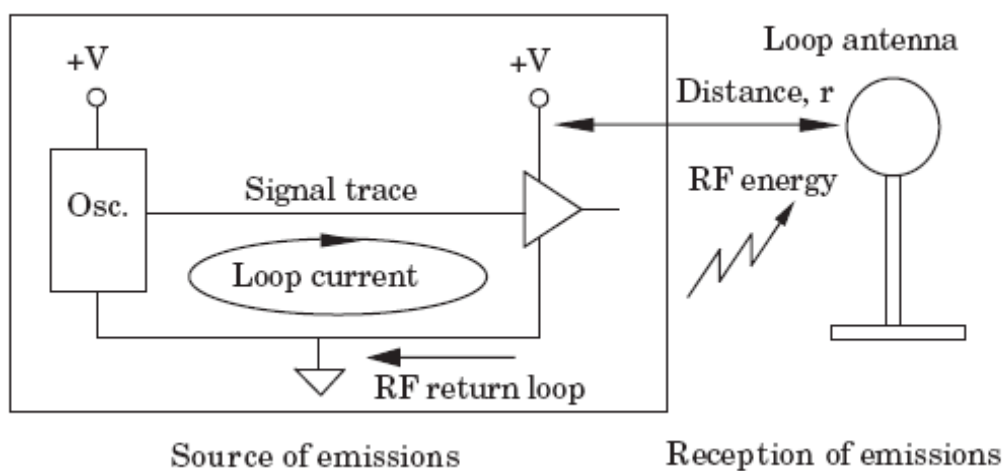 Loop antenna
+V
+V
Distance, r
Osc.
Signal trace
RF energy
Loop current
RF return loop
Source of emissions
Reception of emissions